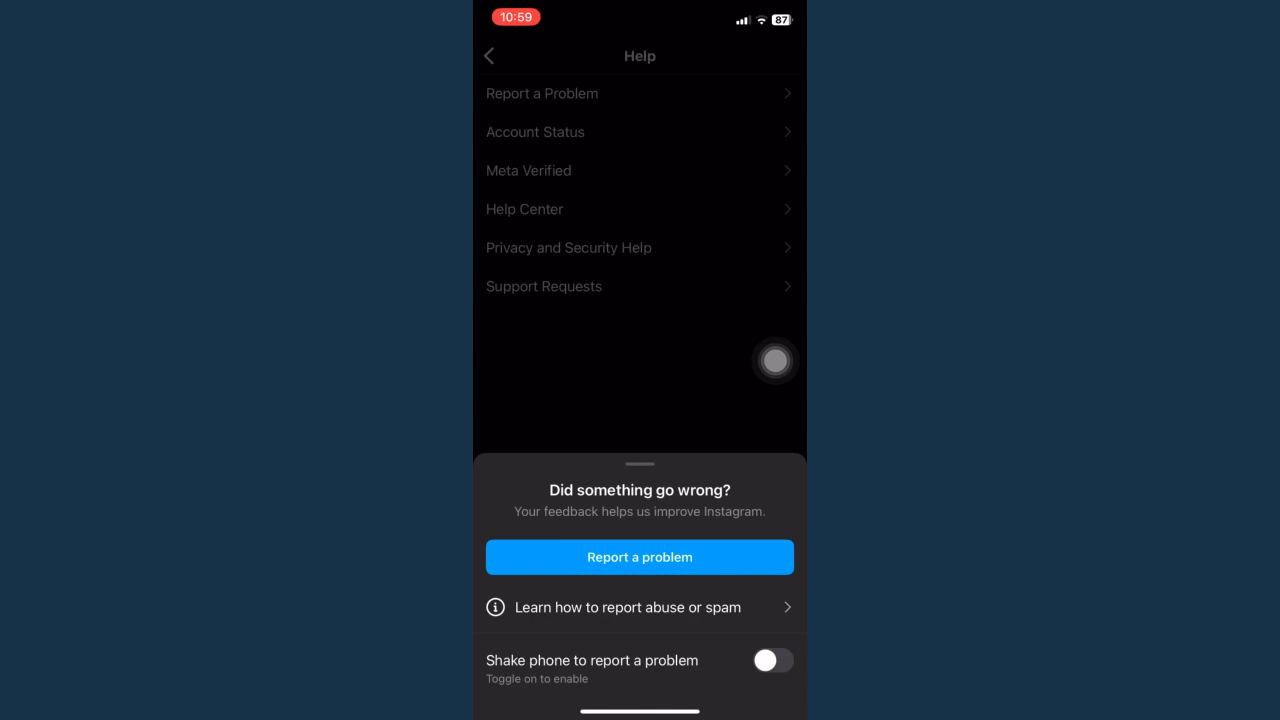 10:59
87
Help
Report a Problem
Account Status
Meta Verified
Help Center
Privacy and Security Help
Support Requests
Did something go wrong?
Your feedback helps us improve Instagram.
Report a problem
Learn how to report abuse or spam
Shake phone to report a problem
Toggle on to enable